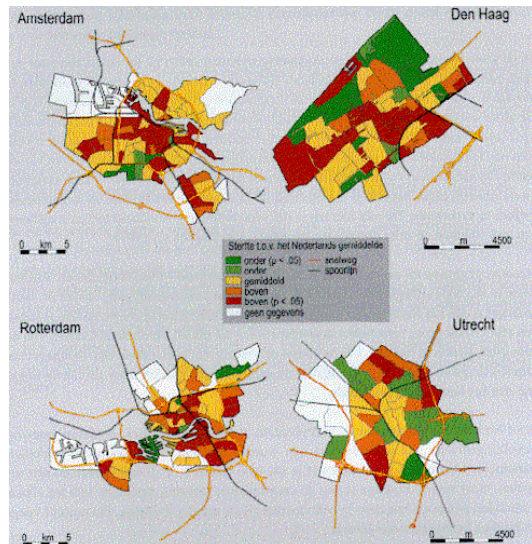 Amsterdam
Den Haag
0 km 5
0 m 4500
Sterfte t.o.v. het Nederlands gemiddelde
onder (p < .05)
onder
gemiddeld
boven
boven (p < .05)
geen gegevens
snelweg
spoorlijn
Rotterdam
Utrecht
0 km 5
0 m 4500